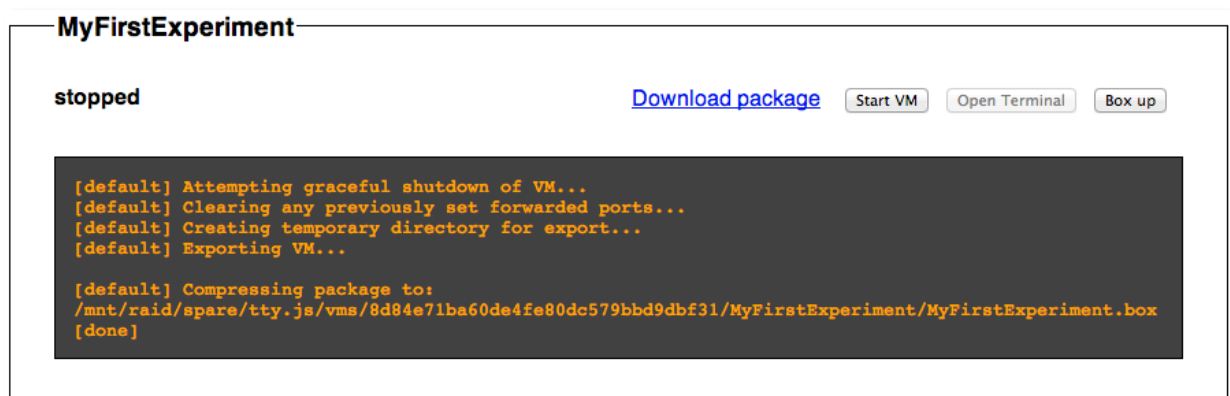 MyFirstExperiment
stopped Download package Start VM Open Terminal Box up
[default] Attempting graceful shutdown of VM...
[default] Clearing any previously set forwarded ports...
[default] Creating temporary directory for export...
[default] Exporting VM...
[default] Compressing package to:
/mnt/raid/spare/tty.js/vms/8d84e71ba60de4fe80dc579bbd9dbf31/MyFirstExperiment/MyFirstExperiment.box
[done]